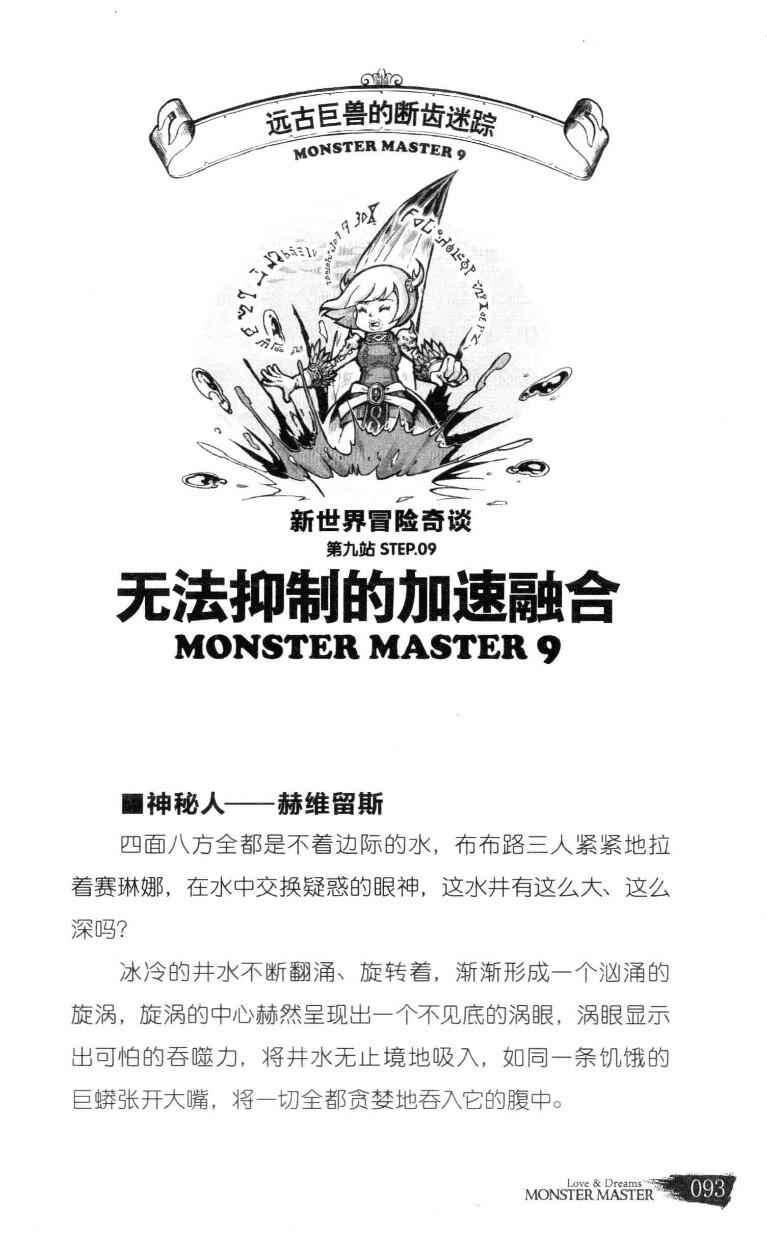 远古巨兽的断齿迷踪
MONSTER MASTER 9
新世界冒险奇谈
第九站 STEP.09
无法抑制的加速融合
MONSTER MASTER 9
■神秘人——赫维留斯
四面八方全都是不着边际的水，布布路三人紧紧地拉
着赛琳娜，在水中交换疑惑的眼神，这水井有这么大、这么
深吗？
冰冷的井水不断翻涌、旋转着，渐渐形成一个汹涌的
旋涡，旋涡的中心赫然呈现出一个不见底的涡眼，涡眼显示
出可怕的吞噬力，将井水无止境地吸入，如同一条饥饿的
巨蟒张开大嘴，将一切全都贪婪地吞入它的腹中。
Love & Dreams
MONSTER MASTER
093